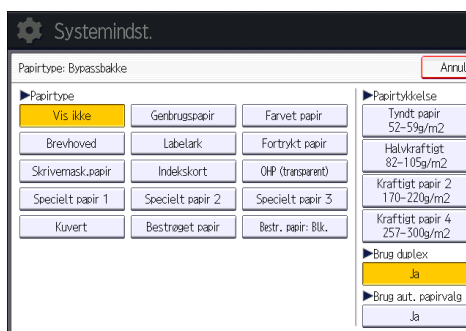 Systemindst.
Papirtype: Bypassbakke
Annul
►Papirtype
Vis ikke Genbrugspapir Farvet papir
Brevhoved Labelark Fortrykt papir
Skrivemask.papir Indekskort OHP (transparent)
Specielt papir 1 Specielt papir 2 Specielt papir 3
Kuvert Bestrøget papir Bestr. papir: Blk.
►Papirtykkelse
Tyndt papir
52-59g/m2
Halvkraftigt
82-105g/m2
Kraftigt papir 2
170-220g/m2
Kraftigt papir 4
257-300g/m2
►Brug duplex
Ja
►Brug aut. papirvalg
Ja